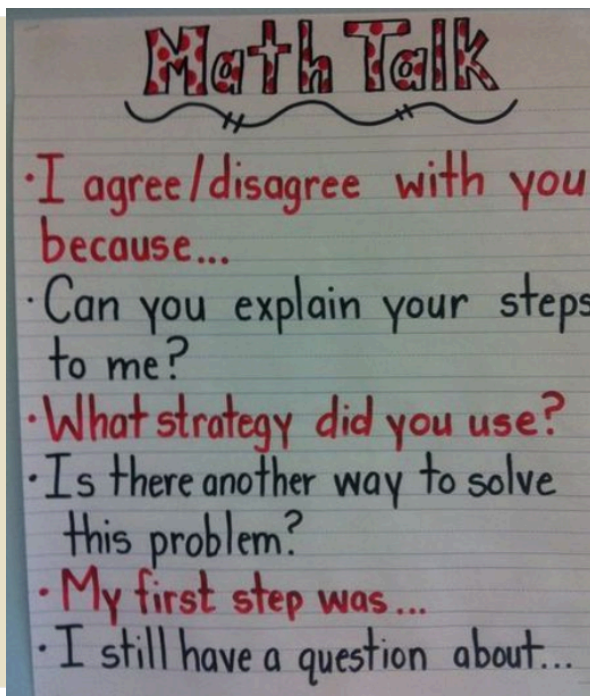 Math Talk
·I agree/disagree with you
because...
·Can you explain your steps
to me?
·What strategy did you use?
·Is there another way to solve
this problem?
·My first step was...
·I still have a question about...